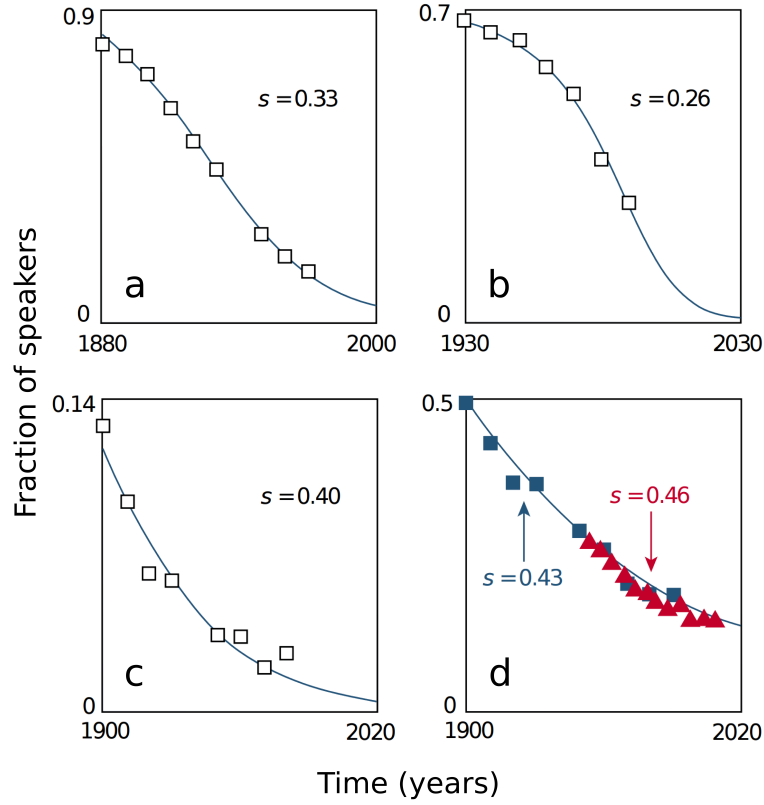 0.9
s = 0.33
a
0
1880 2000
0.7
s = 0.26
b
0
1930 2030
Fraction of speakers
0.14
s = 0.40
c
0
1900 2020
0.5
s = 0.46
s = 0.43
d
0
1900 2020
Time (years)